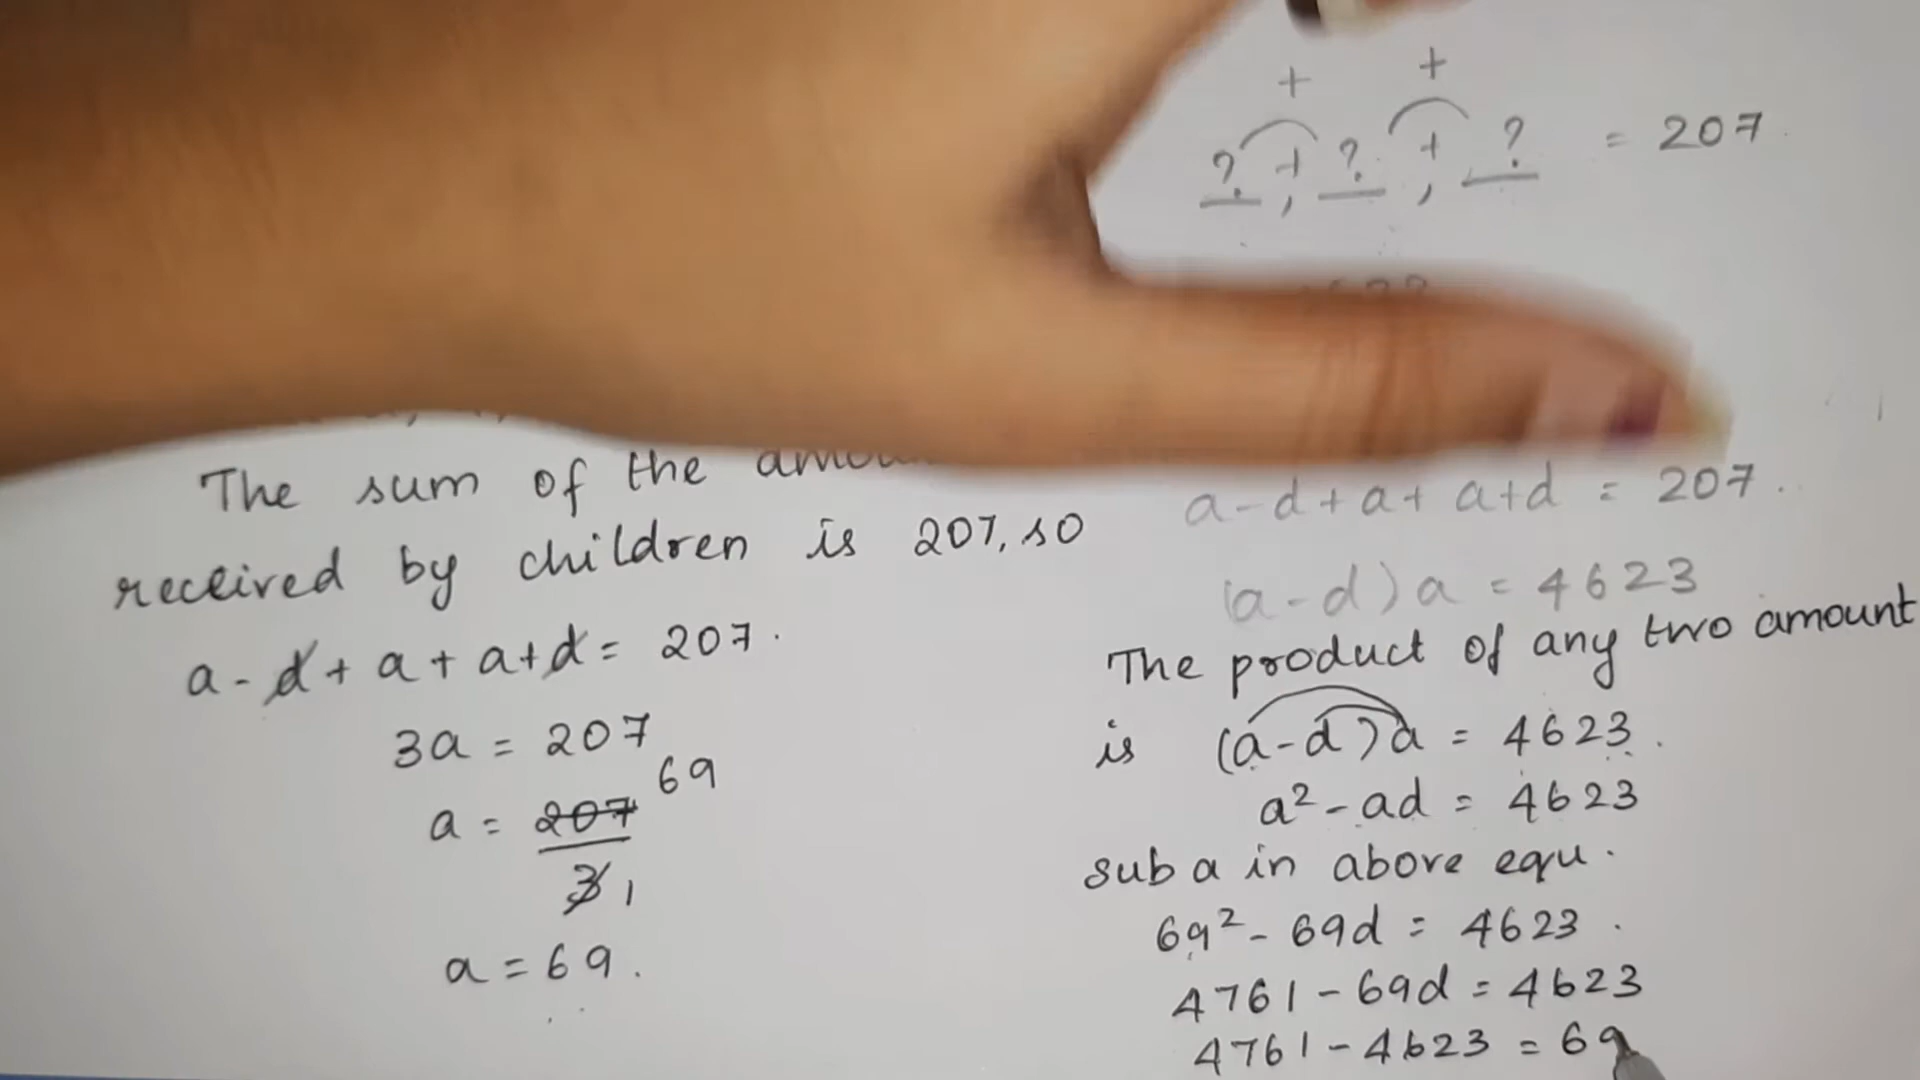 + +
? + ? + ? = 207
, ,
The sum of the
received by children is 207, so
a - d + a + a + d = 207.
3a = 207
a = 207 69
3 1
a = 69.
a - d + a + a + d = 207.
(a - d) a = 4623
The product of any two amount
is (a - d) a = 4623.
a² - ad = 4623
sub a in above equ.
69² - 69d = 4623.
4761 - 69d = 4623
4761 - 4623 = 69